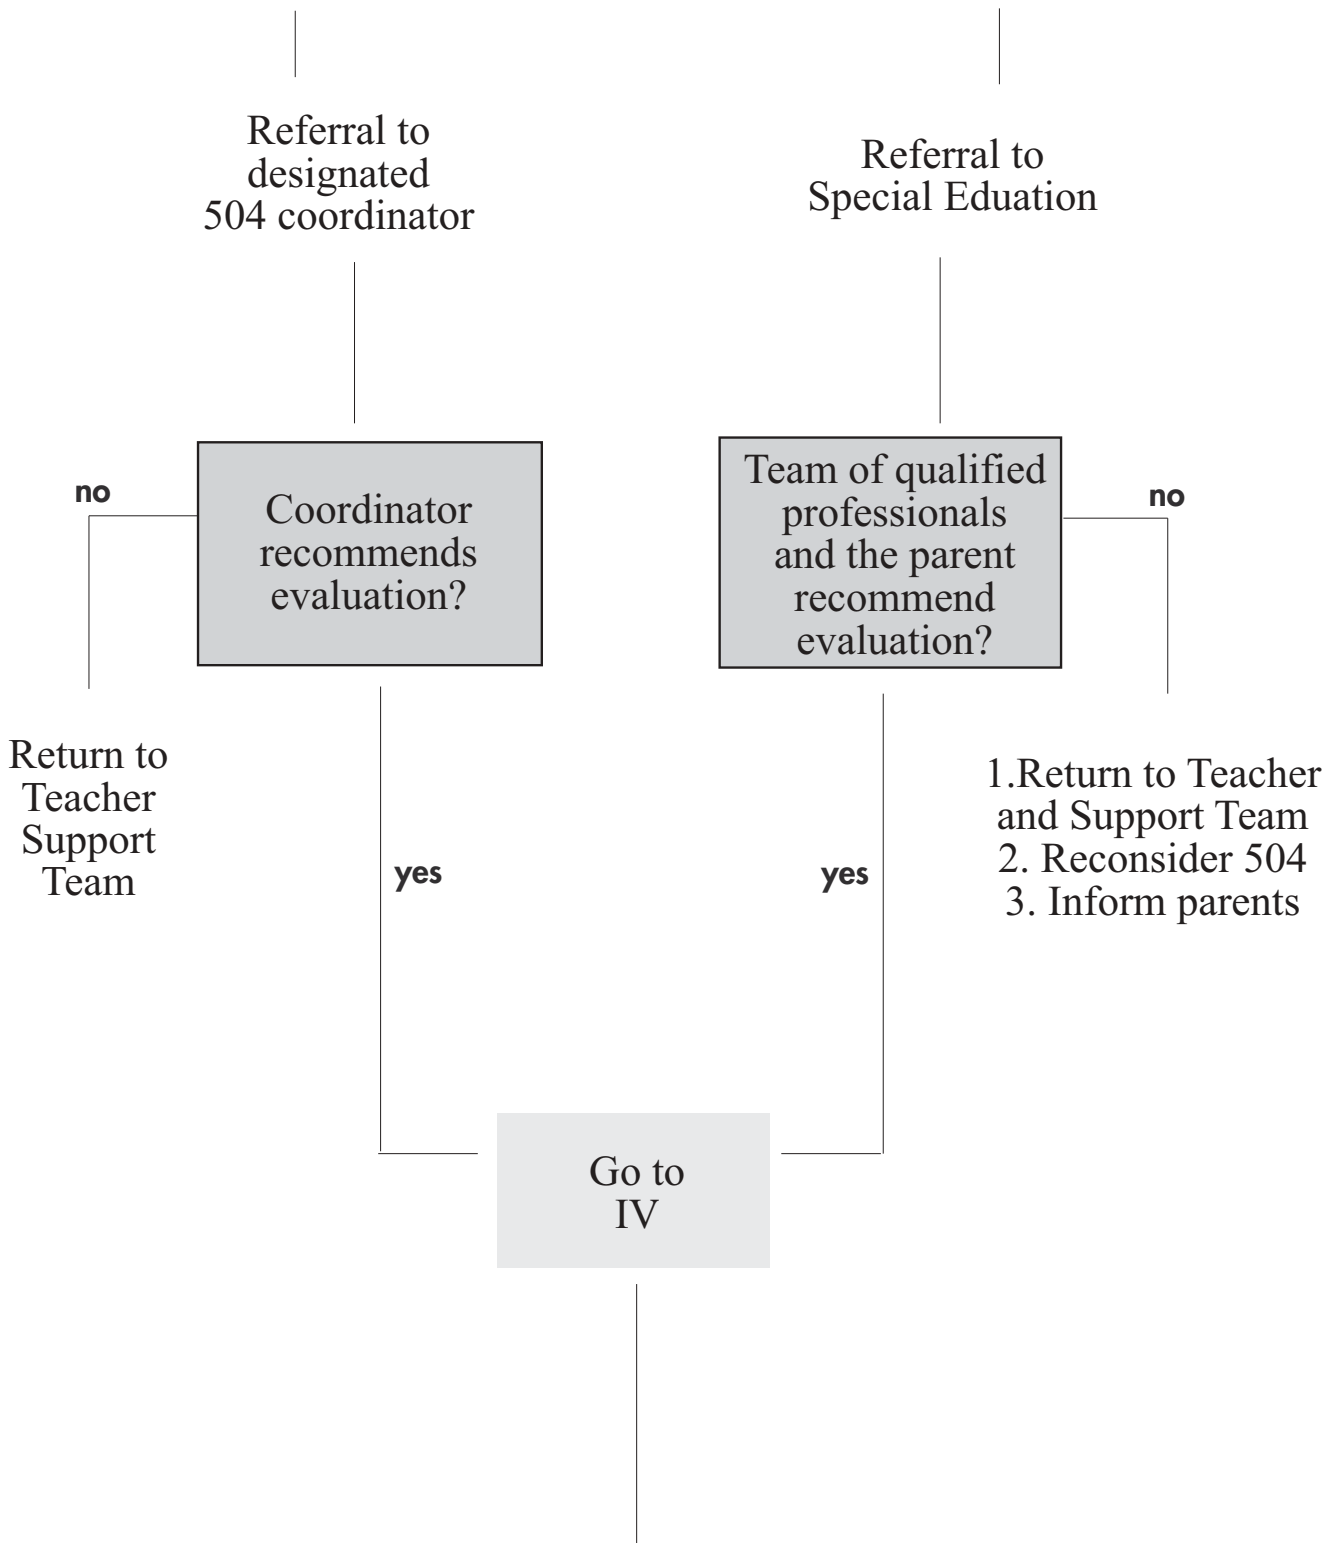 Referral to
designated
504 coordinator
Referral to
Special Eduation
no
Coordinator
recommends
evaluation?
Team of qualified
professionals
and the parent
recommend
evaluation?
no
Return to
Teacher
Support
Team
yes
yes
1.Return to Teacher
and Support Team
2. Reconsider 504
3. Inform parents
Go to
IV